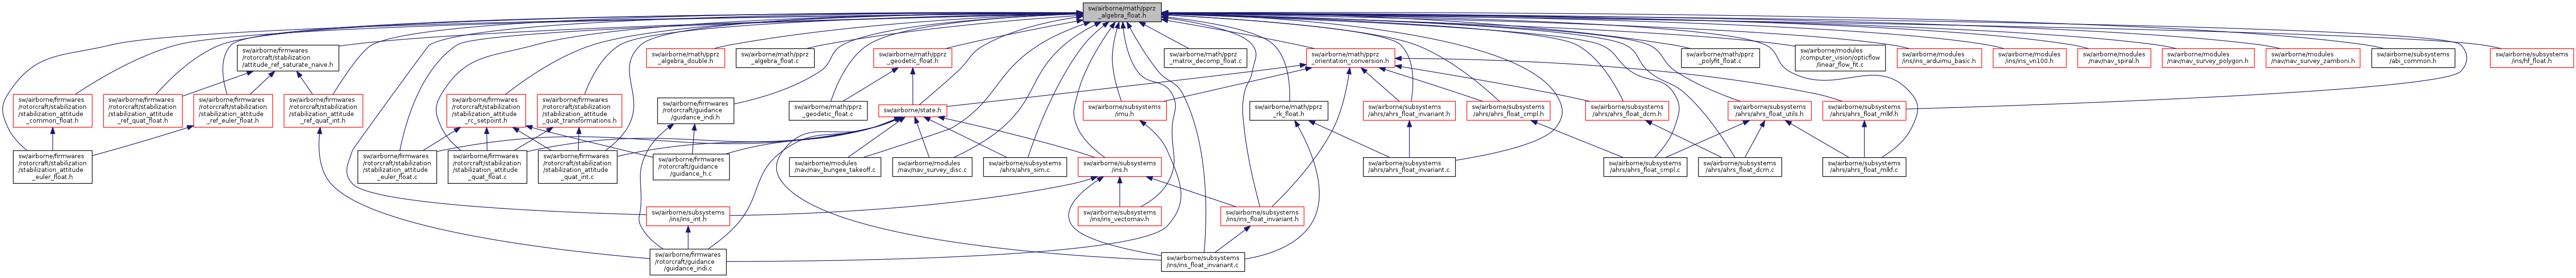 sw/airborne/math/pprz
_algebra_float.h
sw/airborne/firmwares
/rotorcraft/stabilization
/attitude_ref_saturate_naive.h
sw/airborne/math/pprz
_algebra_double.h
sw/airborne/math/pprz
_algebra_float.c
sw/airborne/math/pprz
_geodetic_float.h
sw/airborne/math/pprz
_matrix_decomp_float.c
sw/airborne/math/pprz
_orientation_conversion.h
sw/airborne/math/pprz
_polyfit_float.c
sw/airborne/modules
/computer_vision/opticflow
/linear_flow_fit.c
sw/airborne/modules
/ins/ins_arduimu_basic.h
sw/airborne/modules
/ins/ins_vn100.h
sw/airborne/modules
/nav/nav_spiral.h
sw/airborne/modules
/nav/nav_survey_polygon.h
sw/airborne/modules
/nav/nav_survey_zamboni.h
sw/airborne/subsystems
/abi_common.h
sw/airborne/subsystems
/ins/hf_float.h
sw/airborne/firmwares
/rotorcraft/stabilization
/stabilization_attitude
_common_float.h
sw/airborne/firmwares
/rotorcraft/stabilization
/stabilization_attitude
_ref_quat_float.h
sw/airborne/firmwares
/rotorcraft/stabilization
/stabilization_attitude
_ref_euler_float.h
sw/airborne/firmwares
/rotorcraft/stabilization
/stabilization_attitude
_ref_quat_int.h
sw/airborne/firmwares
/rotorcraft/stabilization
/stabilization_attitude
_rc_setpoint.h
sw/airborne/firmwares
/rotorcraft/stabilization
/stabilization_attitude
_quat_transformations.h
sw/airborne/firmwares
/rotorcraft/guidance
/guidance_indi.h
sw/airborne/math/pprz
_geodetic_float.c
sw/airborne/state.h
sw/airborne/subsystems
/imu.h
sw/airborne/math/pprz
_rk_float.h
sw/airborne/subsystems
/ahrs/ahrs_float_invariant.h
sw/airborne/subsystems
/ahrs/ahrs_float_cmpl.h
sw/airborne/subsystems
/ahrs/ahrs_float_dcm.h
sw/airborne/subsystems
/ahrs/ahrs_float_utils.h
sw/airborne/subsystems
/ahrs/ahrs_float_mlkf.h
sw/airborne/firmwares
/rotorcraft/stabilization
/stabilization_attitude
_euler_float.h
sw/airborne/firmwares
/rotorcraft/stabilization
/stabilization_attitude
_euler_float.c
sw/airborne/firmwares
/rotorcraft/stabilization
/stabilization_attitude
_quat_float.c
sw/airborne/firmwares
/rotorcraft/stabilization
/stabilization_attitude
_quat_int.c
sw/airborne/firmwares
/rotorcraft/guidance
/guidance_h.c
sw/airborne/modules
/nav/nav_bungee_takeoff.c
sw/airborne/modules
/nav/nav_survey_disc.c
sw/airborne/subsystems
/ahrs/ahrs_sim.c
sw/airborne/subsystems
/ins.h
sw/airborne/subsystems
/ahrs/ahrs_float_invariant.c
sw/airborne/subsystems
/ahrs/ahrs_float_cmpl.c
sw/airborne/subsystems
/ahrs/ahrs_float_dcm.c
sw/airborne/subsystems
/ahrs/ahrs_float_mlkf.c
sw/airborne/subsystems
/ins/ins_int.h
sw/airborne/subsystems
/ins/ins_vectornav.h
sw/airborne/subsystems
/ins/ins_float_invariant.h
sw/airborne/firmwares
/rotorcraft/guidance
/guidance_indi.c
sw/airborne/subsystems
/ins/ins_float_invariant.c